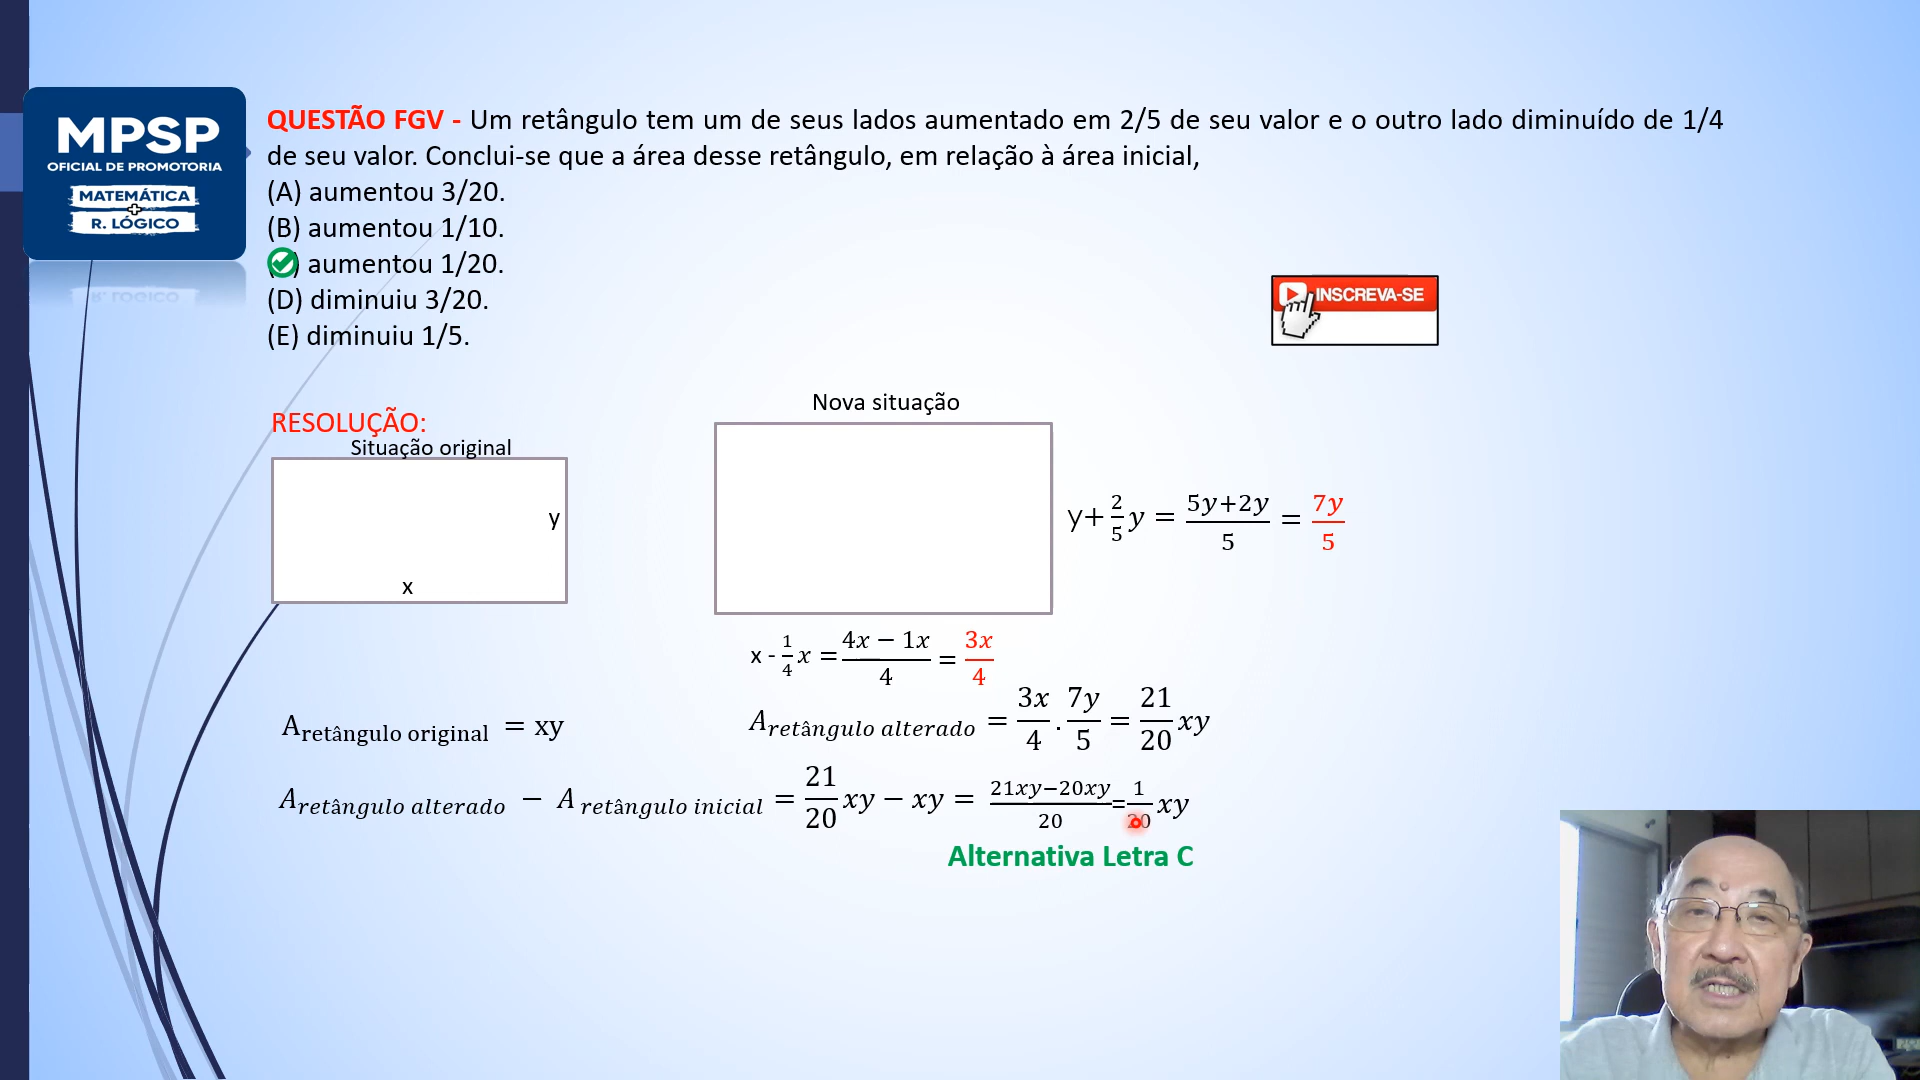 MPSP
OFICIAL DE PROMOTORIA
MATEMÁTICA
+
R. LÓGICO
QUESTÃO FGV - Um retângulo tem um de seus lados aumentado em 2/5 de seu valor e o outro lado diminuído de 1/4
de seu valor. Conclui-se que a área desse retângulo, em relação à área inicial,
(A) aumentou 3/20.
(B) aumentou 1/10.
) aumentou 1/20.
(D) diminuiu 3/20.
(E) diminuiu 1/5.
INSCREVA-SE
RESOLUÇÃO:
Situação original
y
x
Nova situação
y+ 2/5 y = 5y+2y/5 = 7y/5
x - 1/4 x = 4x − 1x/4 = 3x/4
A retângulo original = xy
A retângulo alterado = 3x/4 . 7y/5 = 21/20 xy
A retângulo alterado − A retângulo inicial = 21/20 xy − xy = 21xy−20xy/20 = 1/20 xy
Alternativa Letra C